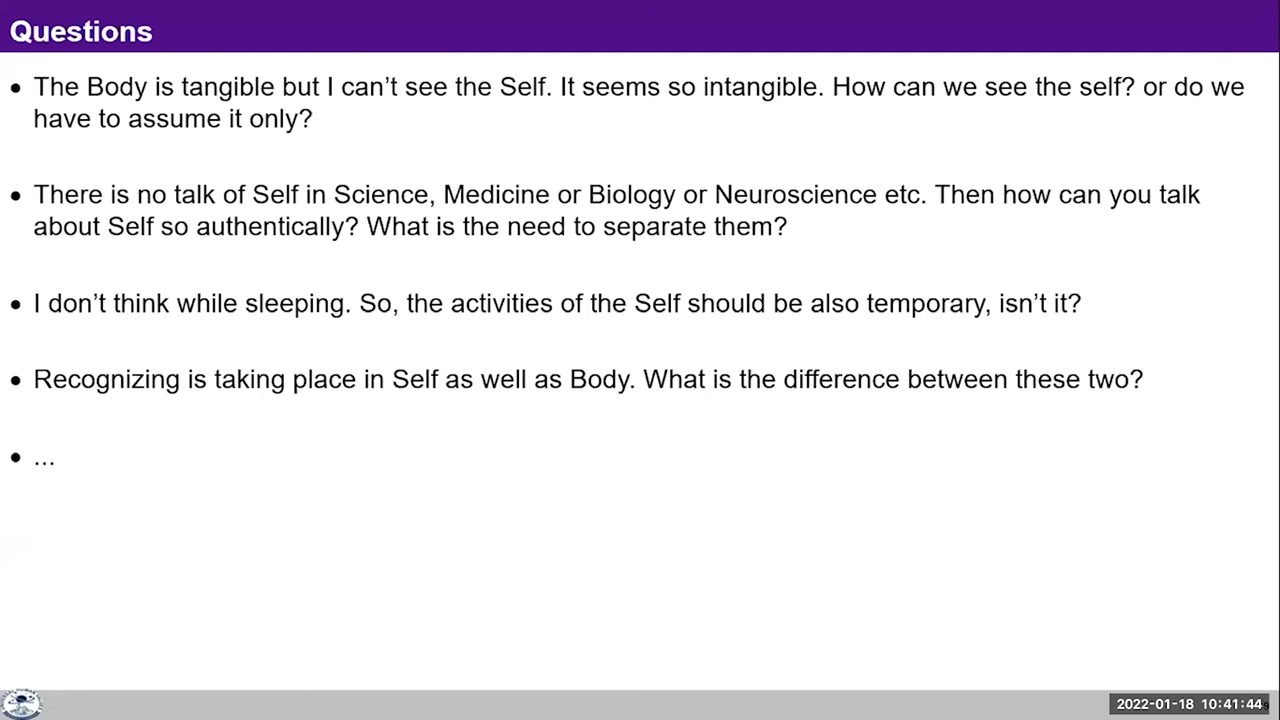 Questions
• The Body is tangible but I can’t see the Self. It seems so intangible. How can we see the self? or do we
have to assume it only?
• There is no talk of Self in Science, Medicine or Biology or Neuroscience etc. Then how can you talk
about Self so authentically? What is the need to separate them?
• I don’t think while sleeping. So, the activities of the Self should be also temporary, isn’t it?
• Recognizing is taking place in Self as well as Body. What is the difference between these two?
• ...
2022-01-18 10:41:44